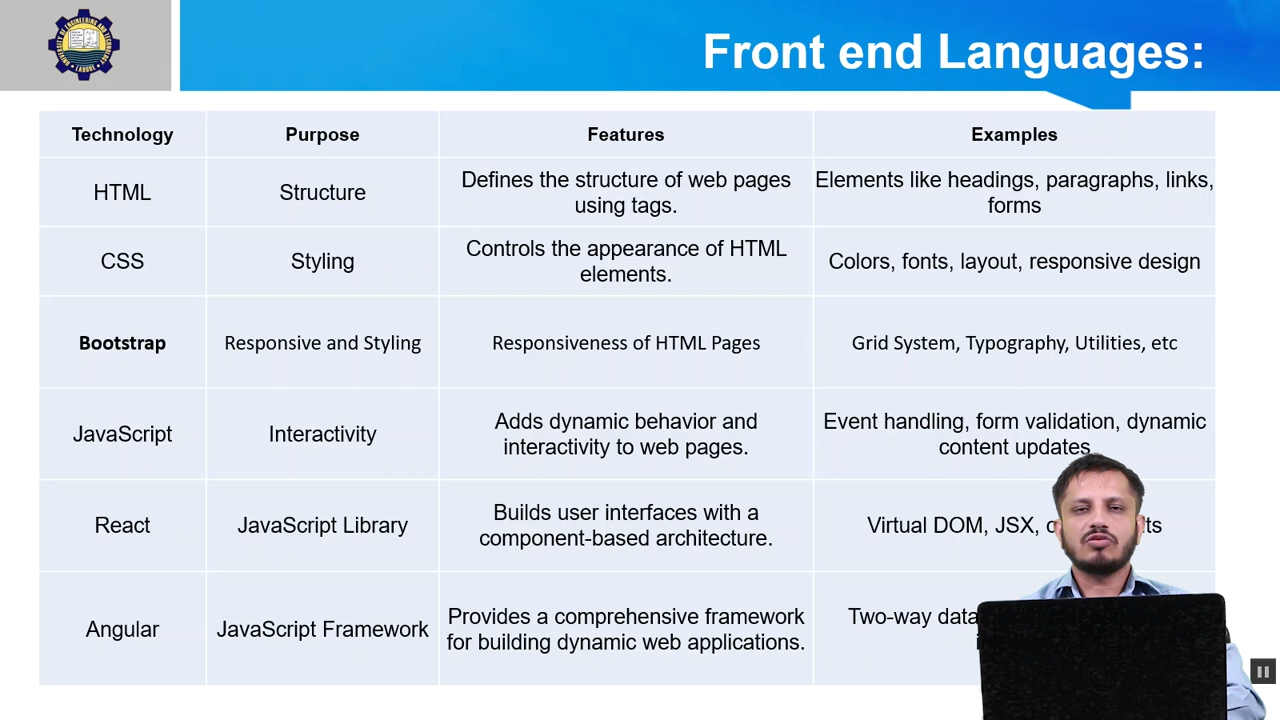 Front end Languages:
Technology Purpose Features Examples
HTML Structure Defines the structure of web pages using tags. Elements like headings, paragraphs, links, forms
CSS Styling Controls the appearance of HTML elements. Colors, fonts, layout, responsive design
Bootstrap Responsive and Styling Responsiveness of HTML Pages Grid System, Typography, Utilities, etc
JavaScript Interactivity Adds dynamic behavior and interactivity to web pages. Event handling, form validation, dynamic content updates
React JavaScript Library Builds user interfaces with a component-based architecture. Virtual DOM, JSX,
Angular JavaScript Framework Provides a comprehensive framework for building dynamic web applications. Two-way data